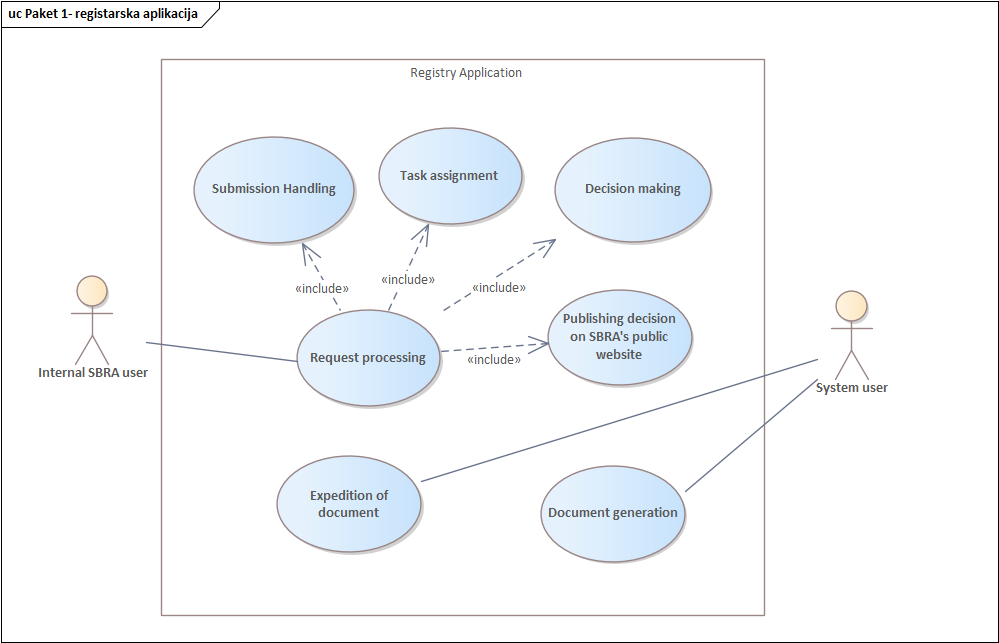 uc Paket 1- registarska aplikacija
Registry Application
Submission Handling
Task assignment
Decision making
«include»
«include»
«include»
Request processing
Publishing decision
on SBRA's public
website
«include»
Internal SBRA user
System user
Expedition of
document
Document generation